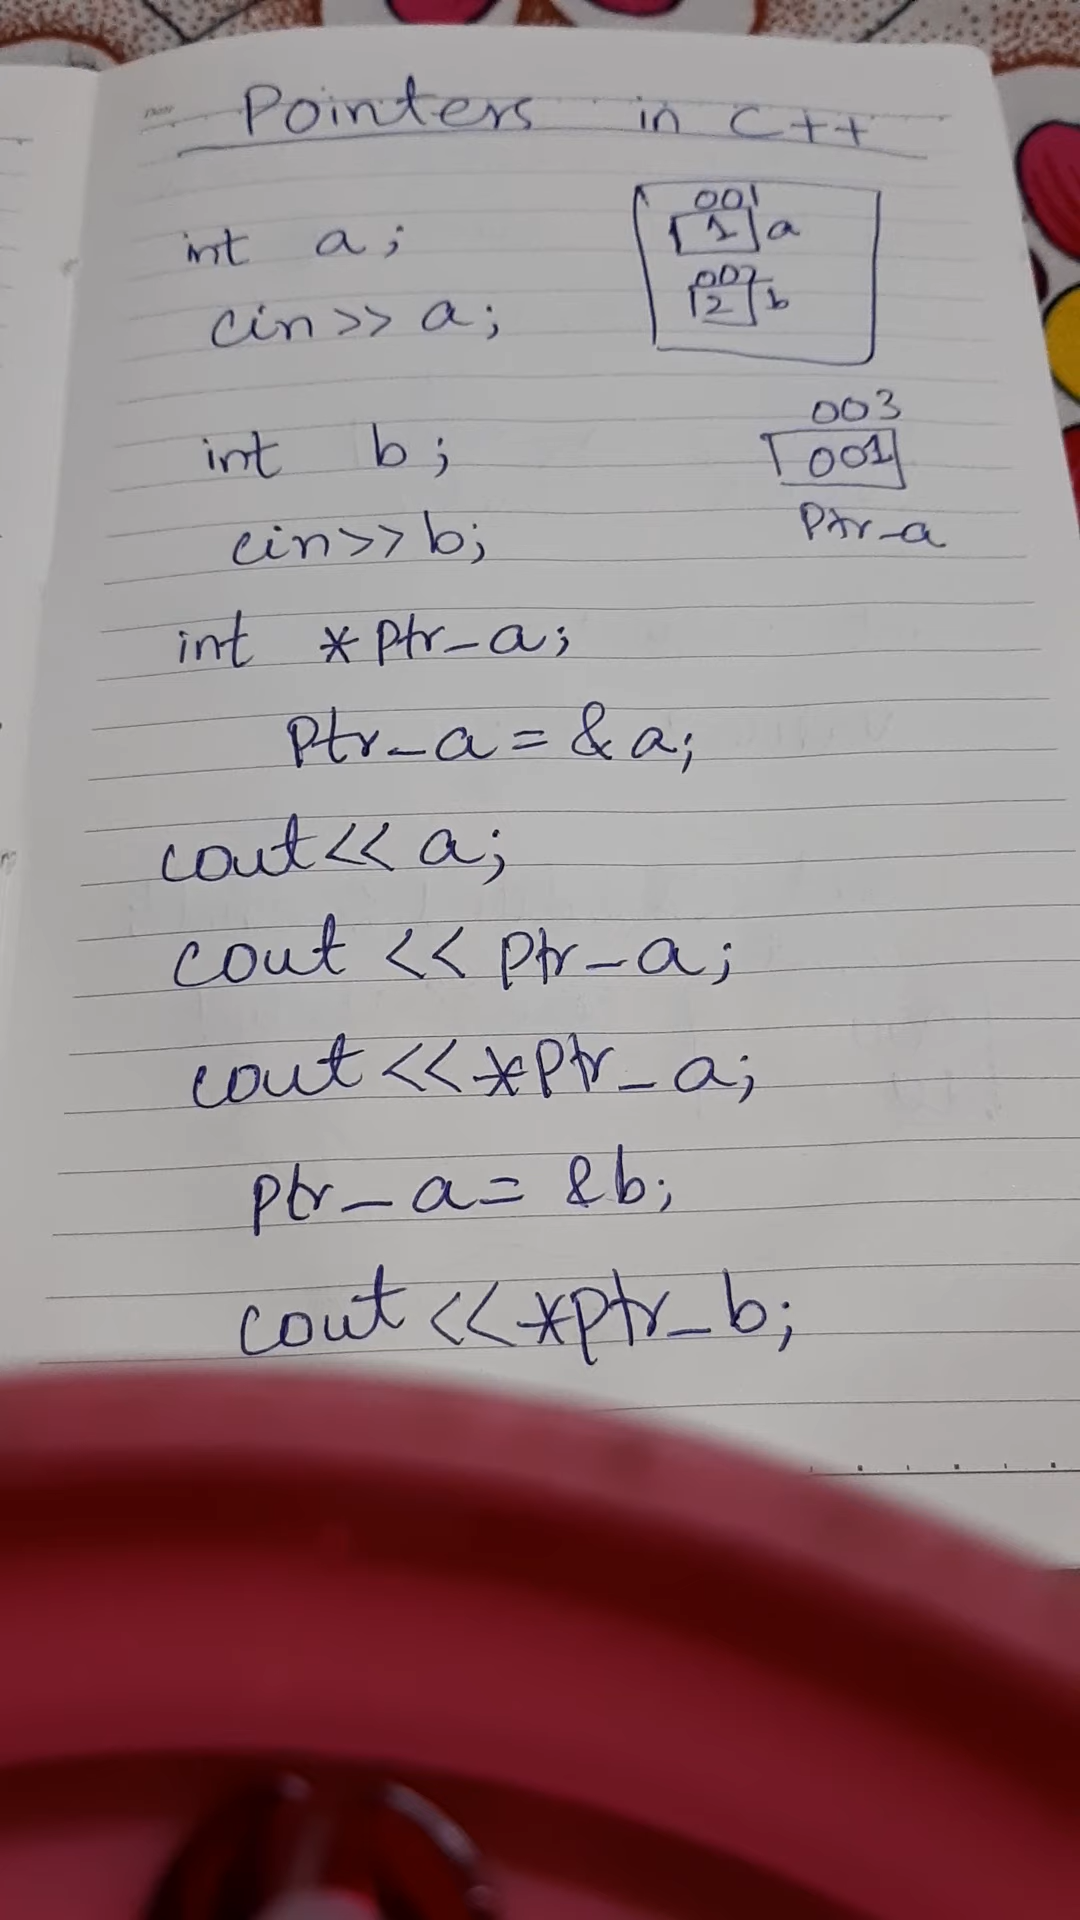 Pointers in C++
int a;
001
1 a
cin>> a;
002
2 b
003
int b;
001
cin>> b;
Ptr_a
int *Ptr_a;
Ptr_a = &a;
cout<< a;
cout << Ptr_a;
cout <<*Ptr_a;
Ptr_a = &b;
cout <<*Ptr_b;